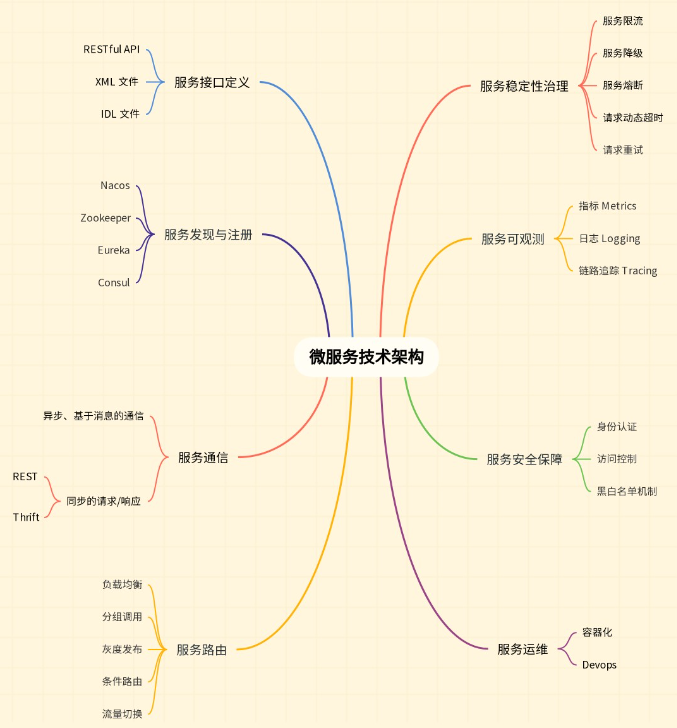 微服务技术架构
服务接口定义
RESTful API
XML 文件
IDL 文件
服务发现与注册
Nacos
Zookeeper
Eureka
Consul
服务通信
异步、基于消息的通信
同步的请求/响应
REST
Thrift
服务路由
负载均衡
分组调用
灰度发布
条件路由
流量切换
服务稳定性治理
服务限流
服务降级
服务熔断
请求动态超时
请求重试
服务可观测
指标 Metrics
日志 Logging
链路追踪 Tracing
服务安全保障
身份认证
访问控制
黑白名单机制
服务运维
容器化
Devops